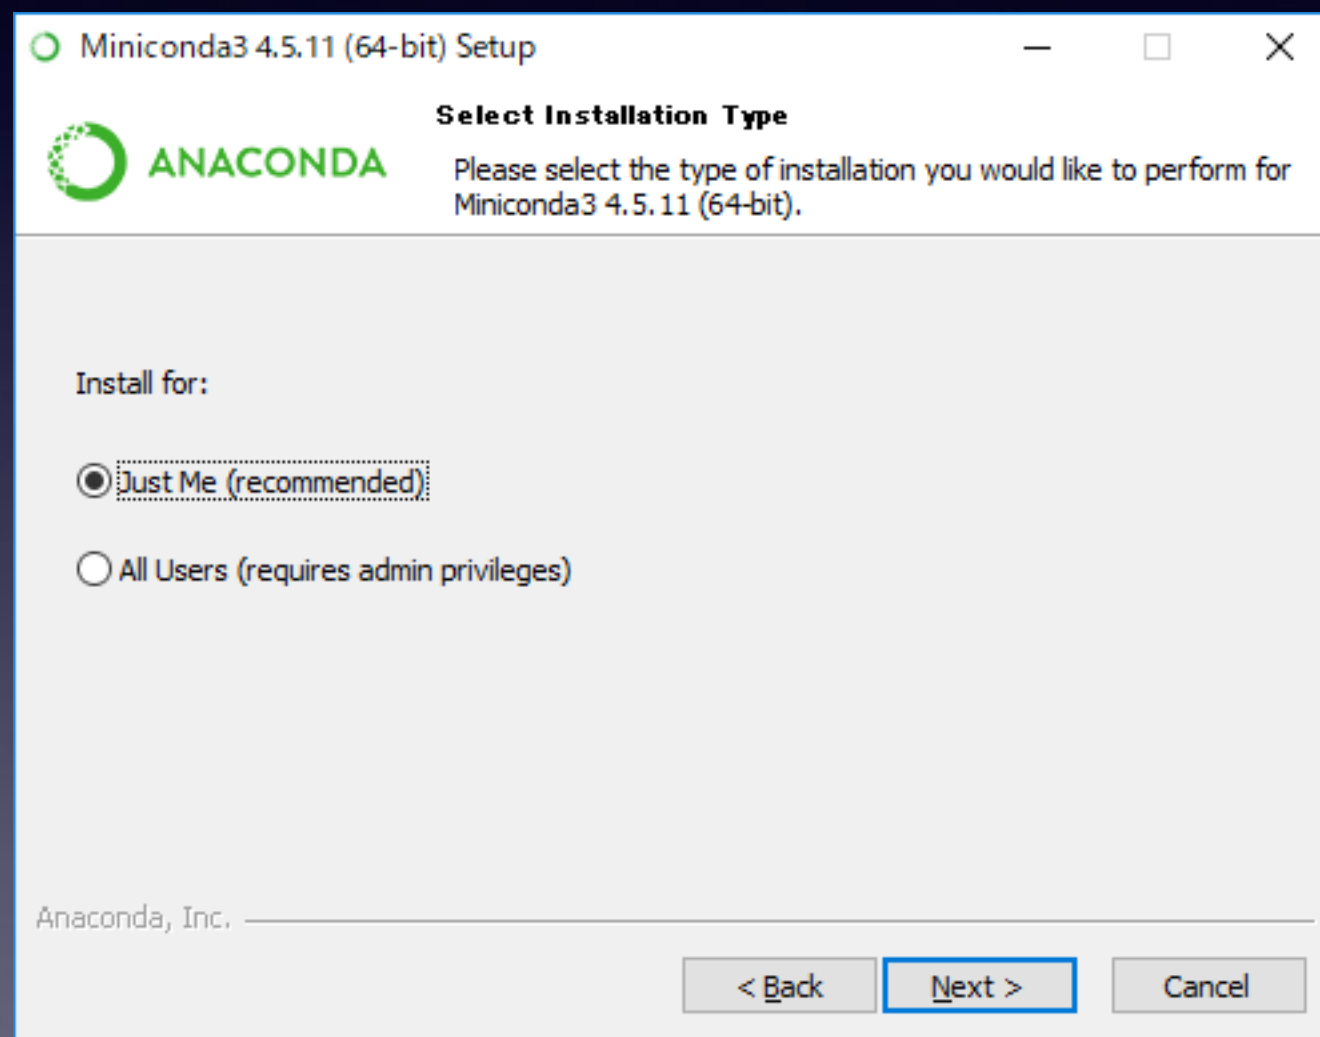 Miniconda3 4.5.11 (64-bit) Setup
ANACONDA
Select Installation Type
Please select the type of installation you would like to perform for
Miniconda3 4.5.11 (64-bit).
Install for:
Just Me (recommended)
All Users (requires admin privileges)
Anaconda, Inc.
< Back
Next >
Cancel